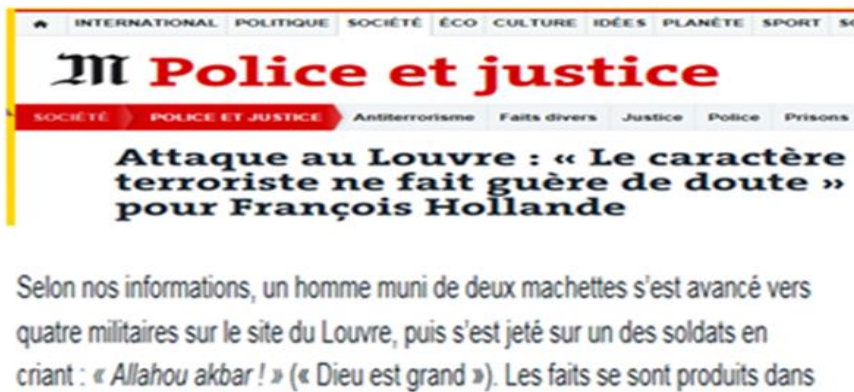 INTERNATIONAL POLITIQUE SOCIÉTÉ ÉCO CULTURE IDÉES PLANÈTE SPORT
M Police et justice
SOCIÉTÉ POLICE ET JUSTICE Antiterrorisme Faits divers Justice Police Prisons
Attaque au Louvre : « Le caractère
terroriste ne fait guère de doute »
pour François Hollande
Selon nos informations, un homme muni de deux machettes s’est avancé vers
quatre militaires sur le site du Louvre, puis s’est jeté sur un des soldats en
criant : « Allahou akbar ! » (« Dieu est grand »). Les faits se sont produits dans